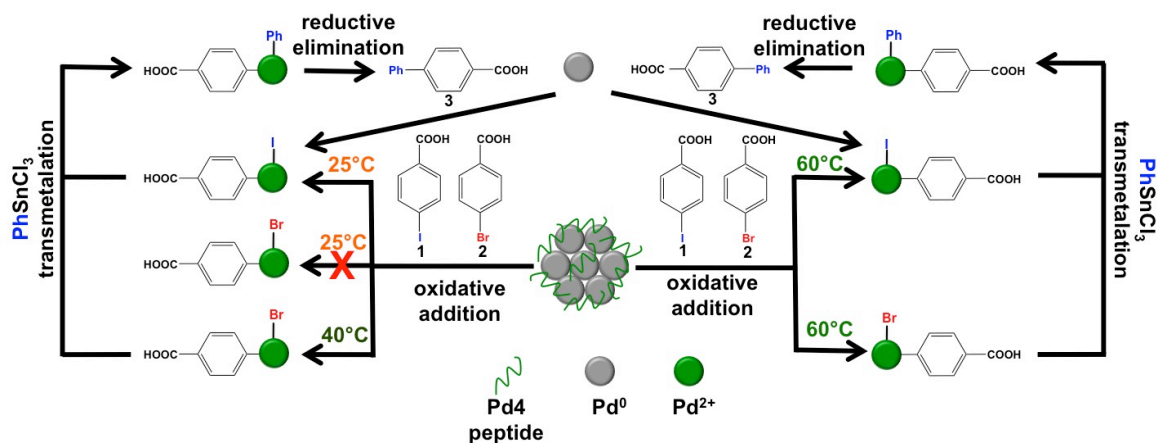 reductive
elimination
Ph
HOOC
Ph
COOH
3
reductive
elimination
HOOC
Ph
3
Ph
COOH
PhSnCl3
transmetalation
HOOC
I
25°C
COOH
I
1
COOH
Br
2
COOH
I
1
COOH
Br
2
60°C
I
COOH
PhSnCl3
transmetalation
HOOC
Br
25°C
X
oxidative
addition
oxidative
addition
HOOC
Br
40°C
60°C
Br
COOH
Pd4
peptide
Pd⁰
Pd²⁺